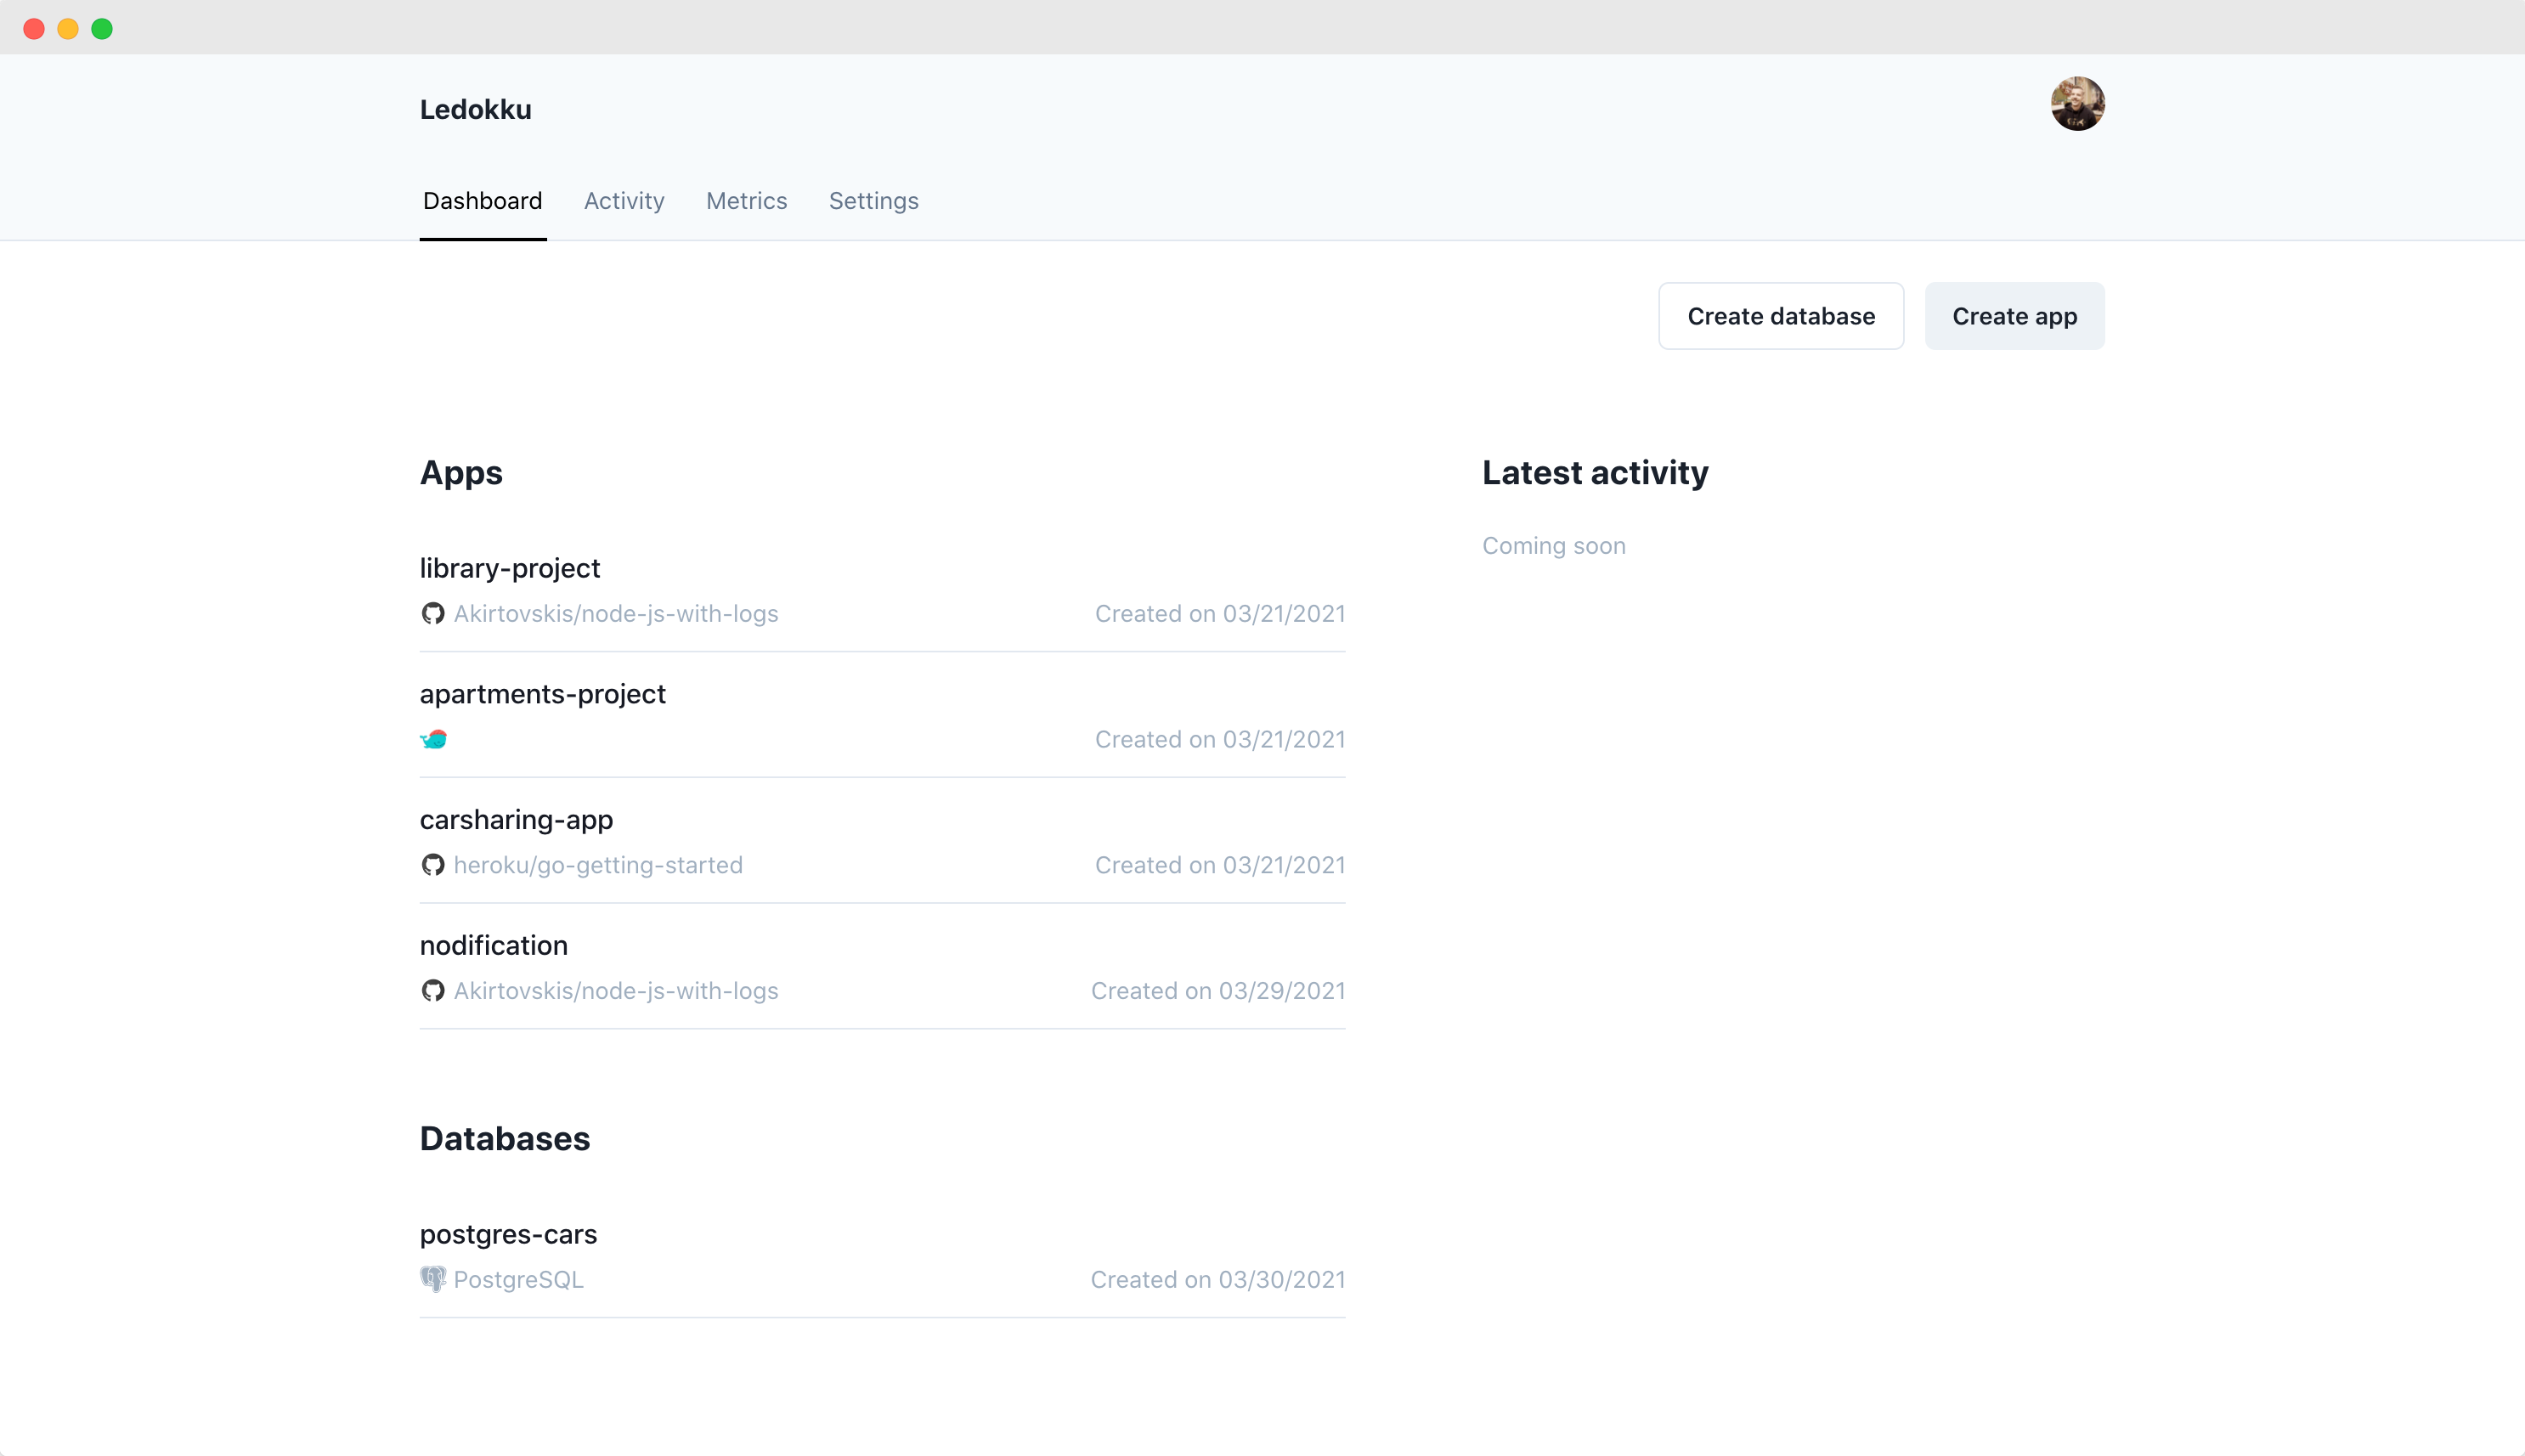 Ledokku
Dashboard Activity Metrics Settings
Create database Create app
Apps
library-project
Akirtovskis/node-js-with-logs Created on 03/21/2021
apartments-project
Created on 03/21/2021
carsharing-app
heroku/go-getting-started Created on 03/21/2021
nodification
Akirtovskis/node-js-with-logs Created on 03/29/2021
Databases
postgres-cars
PostgreSQL Created on 03/30/2021
Latest activity
Coming soon